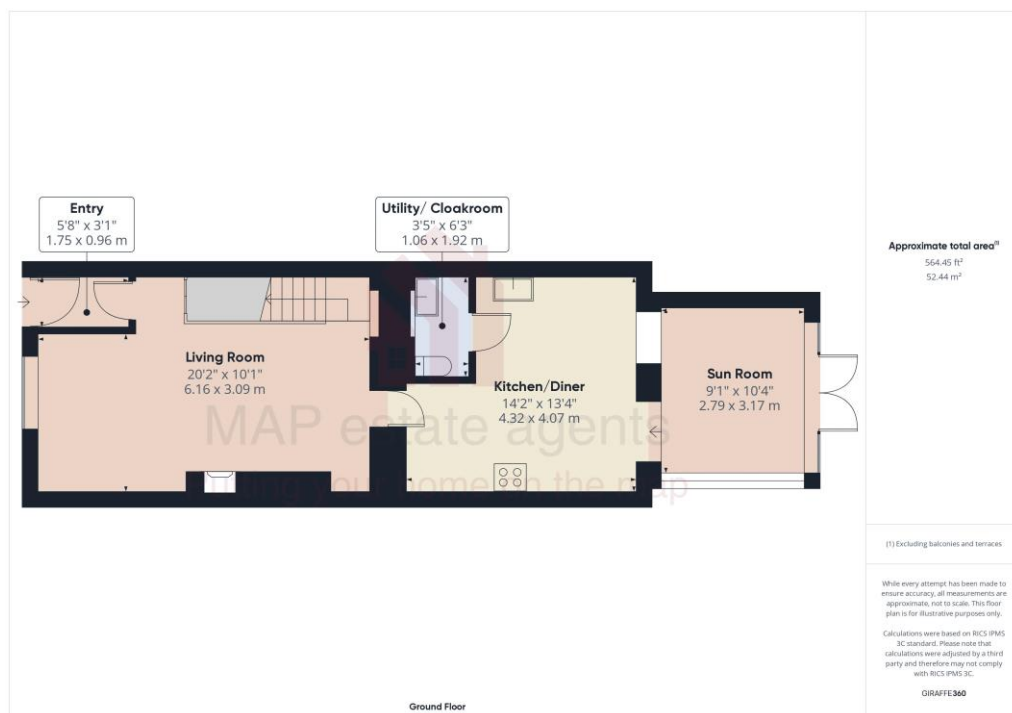 Entry
5'8" x 3'1"
1.75 x 0.96 m
Utility/ Cloakroom
3'5" x 6'3"
1.06 x 1.92 m
Living Room
20'2" x 10'1"
6.16 x 3.09 m
Kitchen/Diner
14'2" x 13'4"
4.32 x 4.07 m
Sun Room
9'1" x 10'4"
2.79 x 3.17 m
MAP estate agents
Putting your home on the map
Ground Floor
Approximate total area(1)
564.45 ft²
52.44 m²
(1) Excluding balconies and terraces
While every attempt has been made to
ensure accuracy, all measurements are
approximate, not to scale. This floor
plan is for illustrative purposes only.
Calculations were based on RICS IPMS
3C standard. Please note that
calculations were adjusted by a third
party and therefore may not comply
with RICS IPMS 3C.
GIRAFFE360